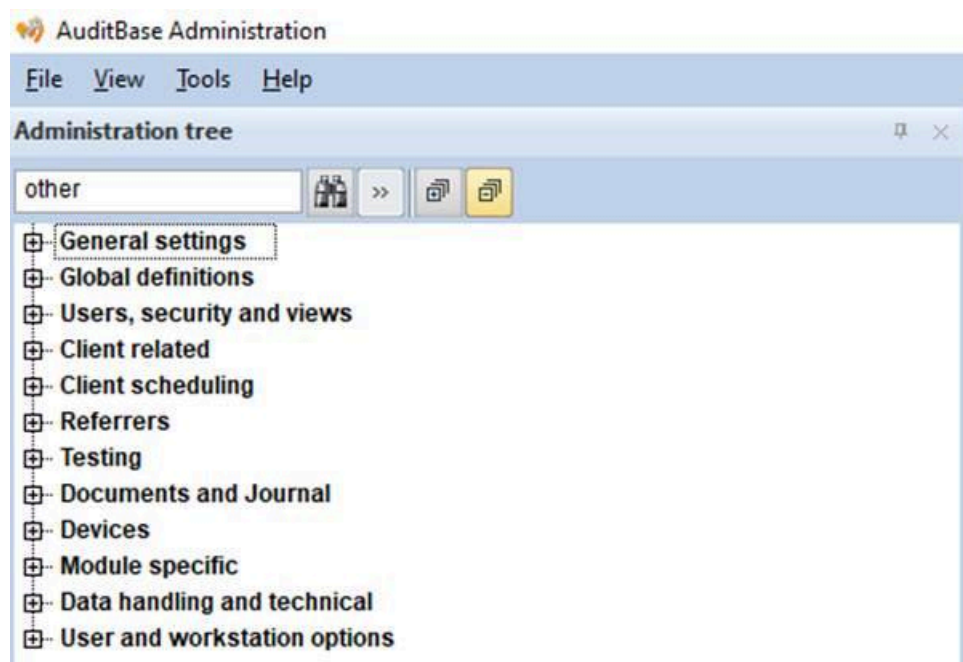 AuditBase Administration
File View Tools Help
Administration tree
other
General settings
Global definitions
Users, security and views
Client related
Client scheduling
Referrers
Testing
Documents and Journal
Devices
Module specific
Data handling and technical
User and workstation options